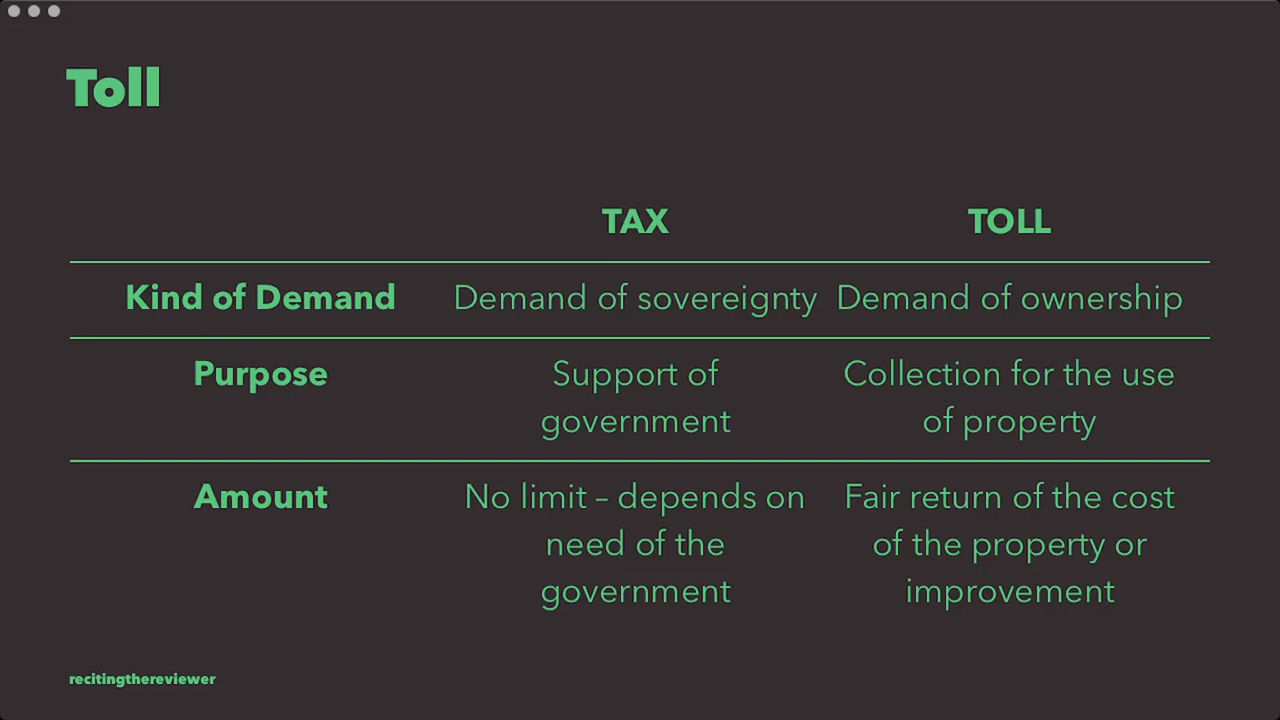 Toll
TAX TOLL
Kind of Demand Demand of sovereignty Demand of ownership
Purpose Support of Collection for the use
government of property
Amount No limit – depends on Fair return of the cost
need of the of the property or
government improvement
recitingthereviewer